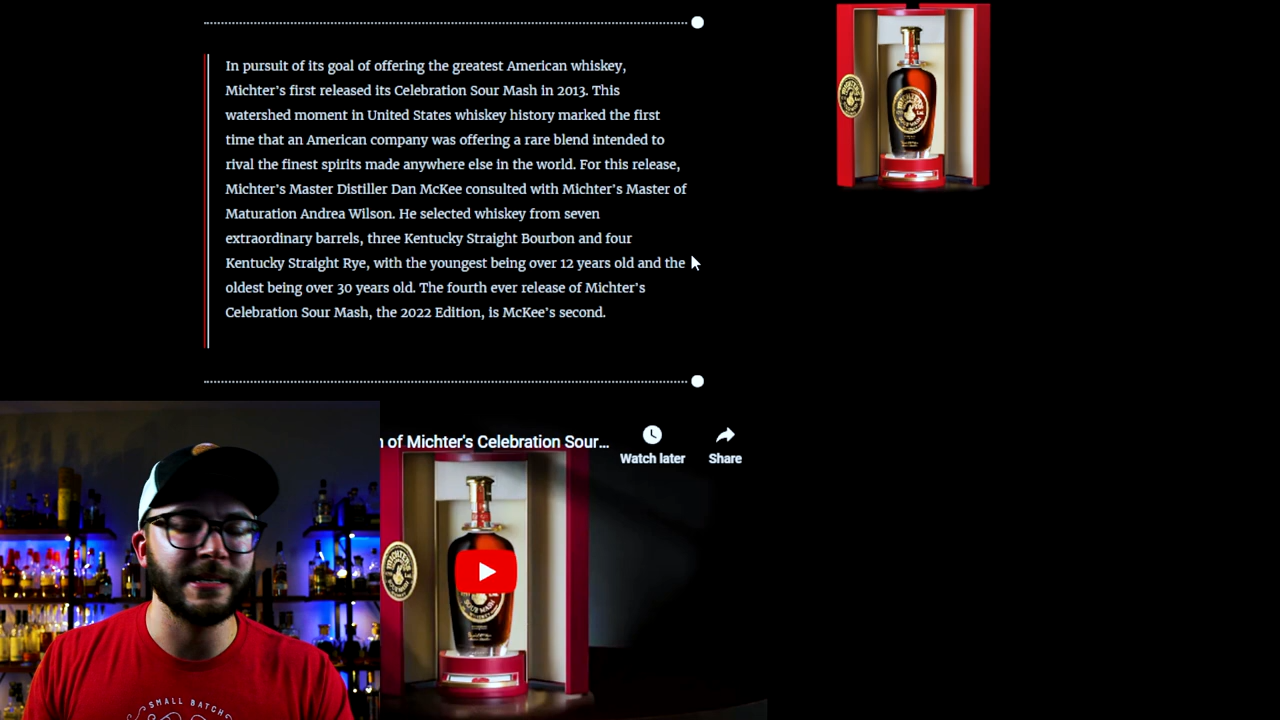 In pursuit of its goal of offering the greatest American whiskey,
Michter's first released its Celebration Sour Mash in 2013. This
watershed moment in United States whiskey history marked the first
time that an American company was offering a rare blend intended to
rival the finest spirits made anywhere else in the world. For this release,
Michter's Master Distiller Dan McKee consulted with Michter's Master of
Maturation Andrea Wilson. He selected whiskey from seven
extraordinary barrels, three Kentucky Straight Bourbon and four
Kentucky Straight Rye, with the youngest being over 12 years old and the
oldest being over 30 years old. The fourth ever release of Michter's
Celebration Sour Mash, the 2022 Edition, is McKee's second.
of Michter's Celebration Sour...
Watch later
Share
MICHTER'S
SOUR MASH
SMALL BATCH